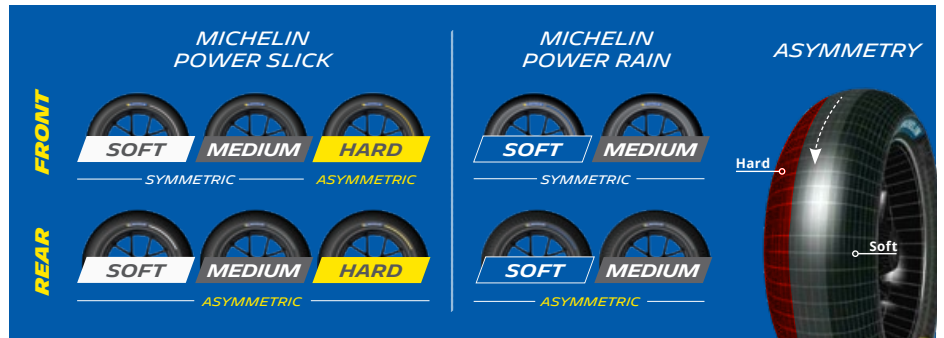 MICHELIN
POWER SLICK
MICHELIN
POWER RAIN
ASYMMETRY
FRONT
SOFT
MEDIUM
HARD
SYMMETRIC
ASYMMETRIC
SOFT
MEDIUM
SYMMETRIC
REAR
SOFT
MEDIUM
HARD
ASYMMETRIC
SOFT
MEDIUM
ASYMMETRIC
Hard
Soft